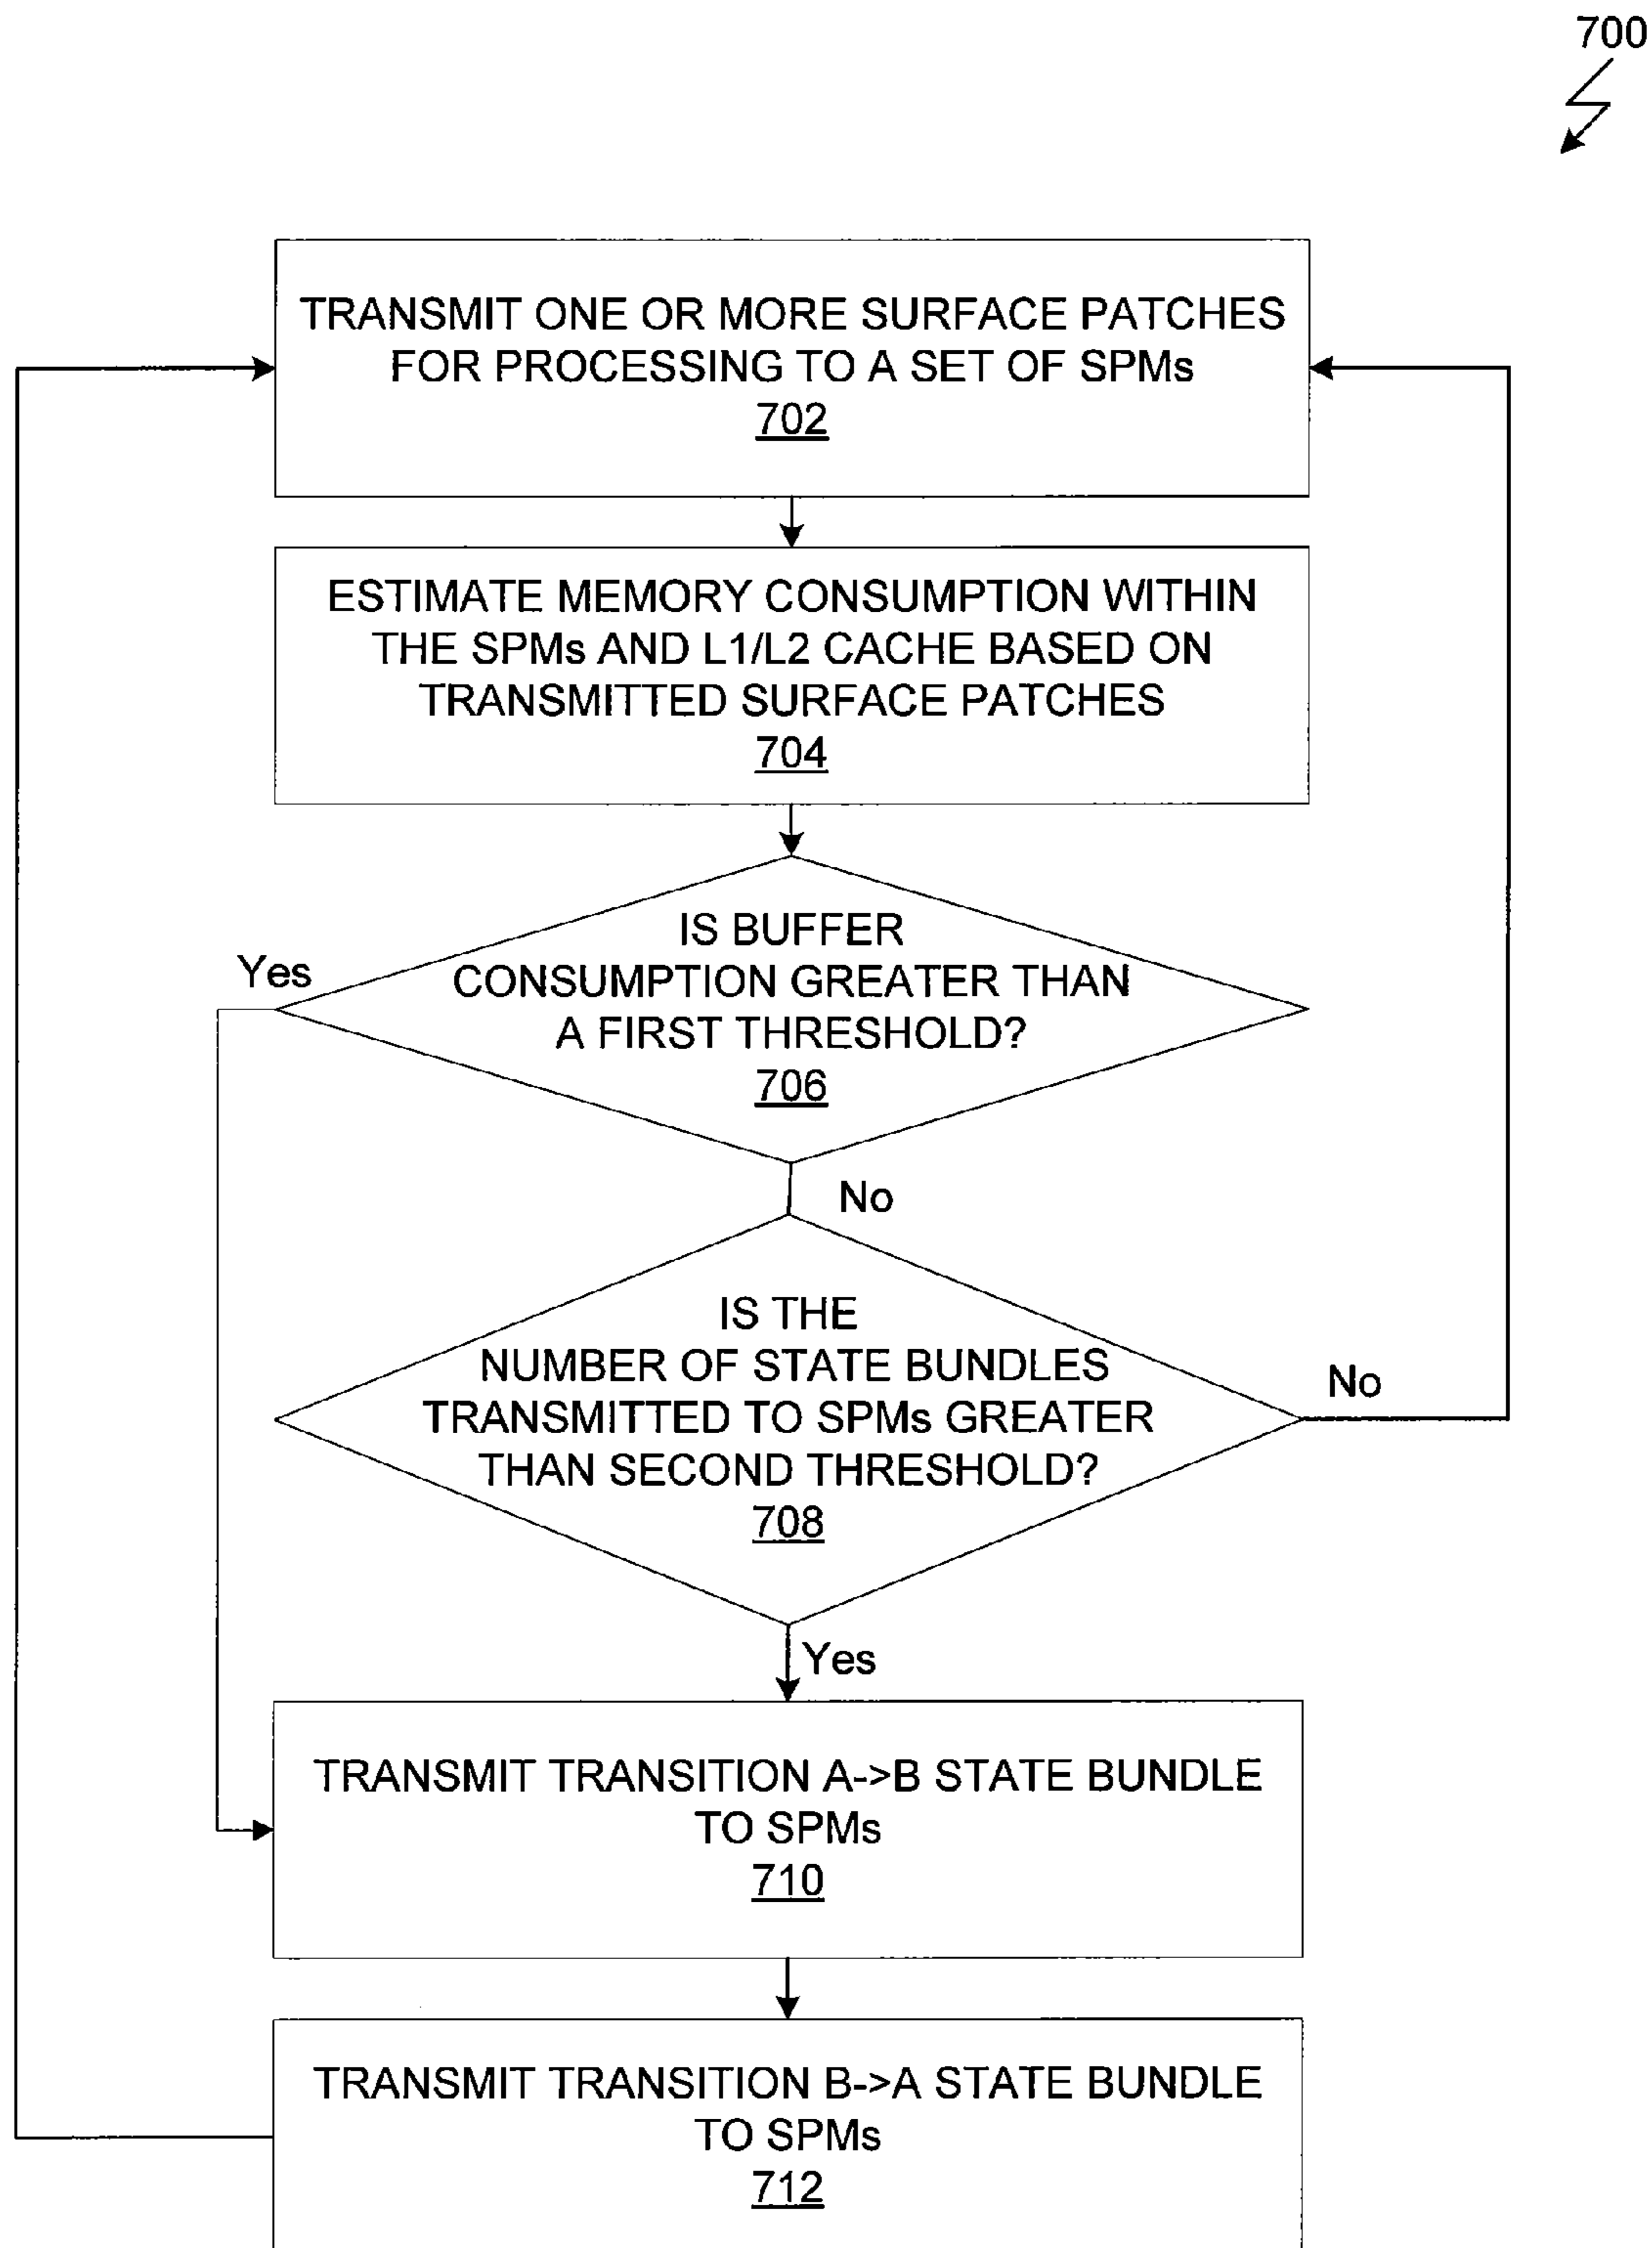 700
TRANSMIT ONE OR MORE SURFACE PATCHES
FOR PROCESSING TO A SET OF SPMs
702
ESTIMATE MEMORY CONSUMPTION WITHIN
THE SPMs AND L1/L2 CACHE BASED ON
TRANSMITTED SURFACE PATCHES
704
IS BUFFER
CONSUMPTION GREATER THAN
A FIRST THRESHOLD?
706
Yes
No
IS THE
NUMBER OF STATE BUNDLES
TRANSMITTED TO SPMs GREATER
THAN SECOND THRESHOLD?
708
No
Yes
TRANSMIT TRANSITION A->B STATE BUNDLE
TO SPMs
710
TRANSMIT TRANSITION B->A STATE BUNDLE
TO SPMs
712